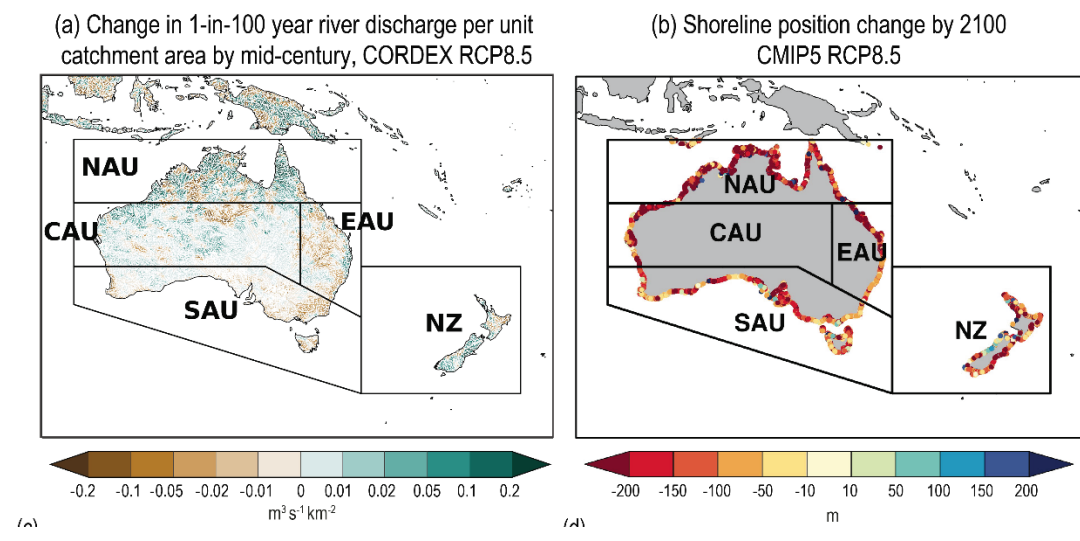 (a) Change in 1-in-100 year river discharge per unit
catchment area by mid-century, CORDEX RCP8.5
NAU
CAU
EAU
SAU
NZ
-0.2 -0.1 -0.05 -0.02 -0.01 0 0.01 0.02 0.05 0.1 0.2
m³ s⁻¹ km⁻²
(b) Shoreline position change by 2100
CMIP5 RCP8.5
NAU
CAU
EAU
SAU
NZ
-200 -150 -100 -50 -10 10 50 100 150 200
m
(c)
(d)